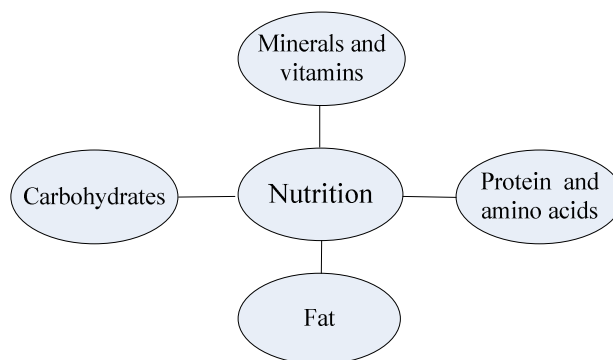 Minerals and
vitamins
Carbohydrates
Nutrition
Protein and
amino acids
Fat